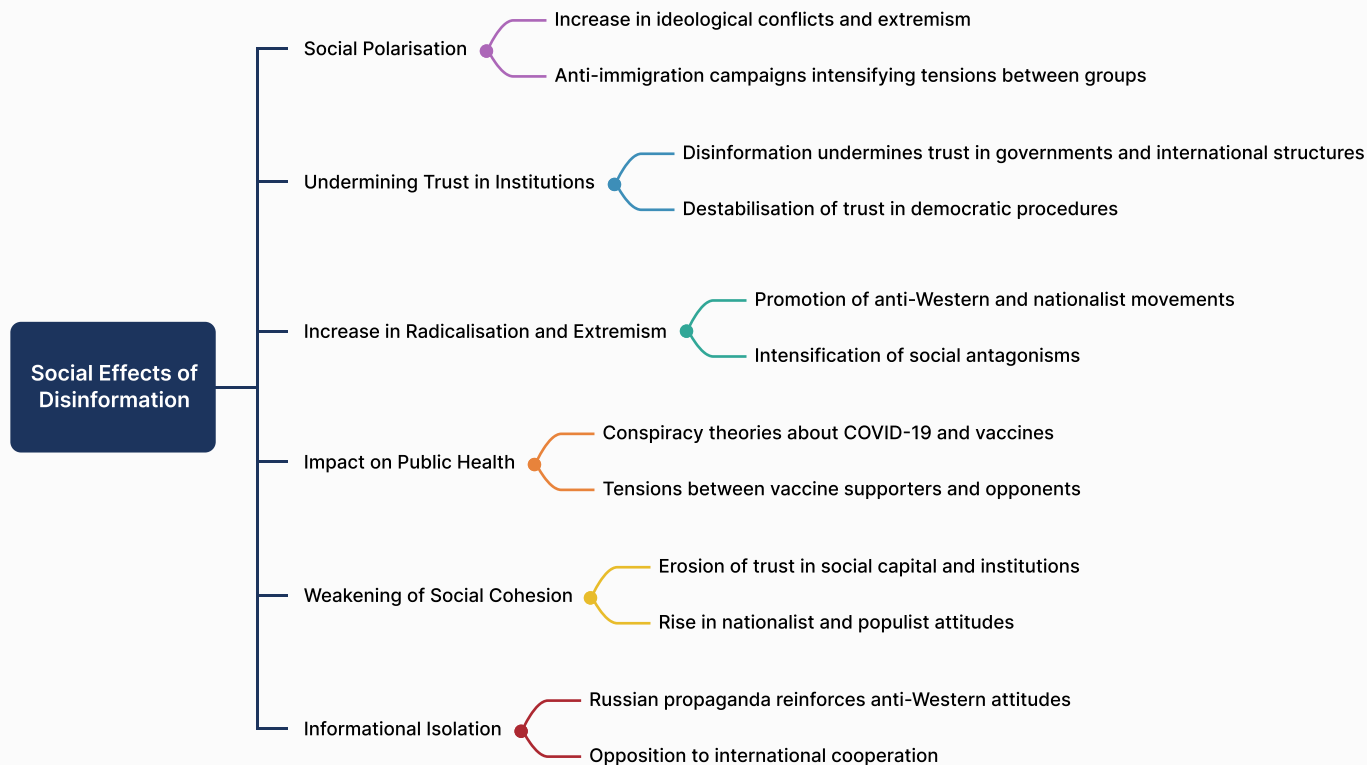 Social Effects of
Disinformation
Social Polarisation
Increase in ideological conflicts and extremism
Anti-immigration campaigns intensifying tensions between groups
Undermining Trust in Institutions
Disinformation undermines trust in governments and international structures
Destabilisation of trust in democratic procedures
Increase in Radicalisation and Extremism
Promotion of anti-Western and nationalist movements
Intensification of social antagonisms
Impact on Public Health
Conspiracy theories about COVID-19 and vaccines
Tensions between vaccine supporters and opponents
Weakening of Social Cohesion
Erosion of trust in social capital and institutions
Rise in nationalist and populist attitudes
Informational Isolation
Russian propaganda reinforces anti-Western attitudes
Opposition to international cooperation